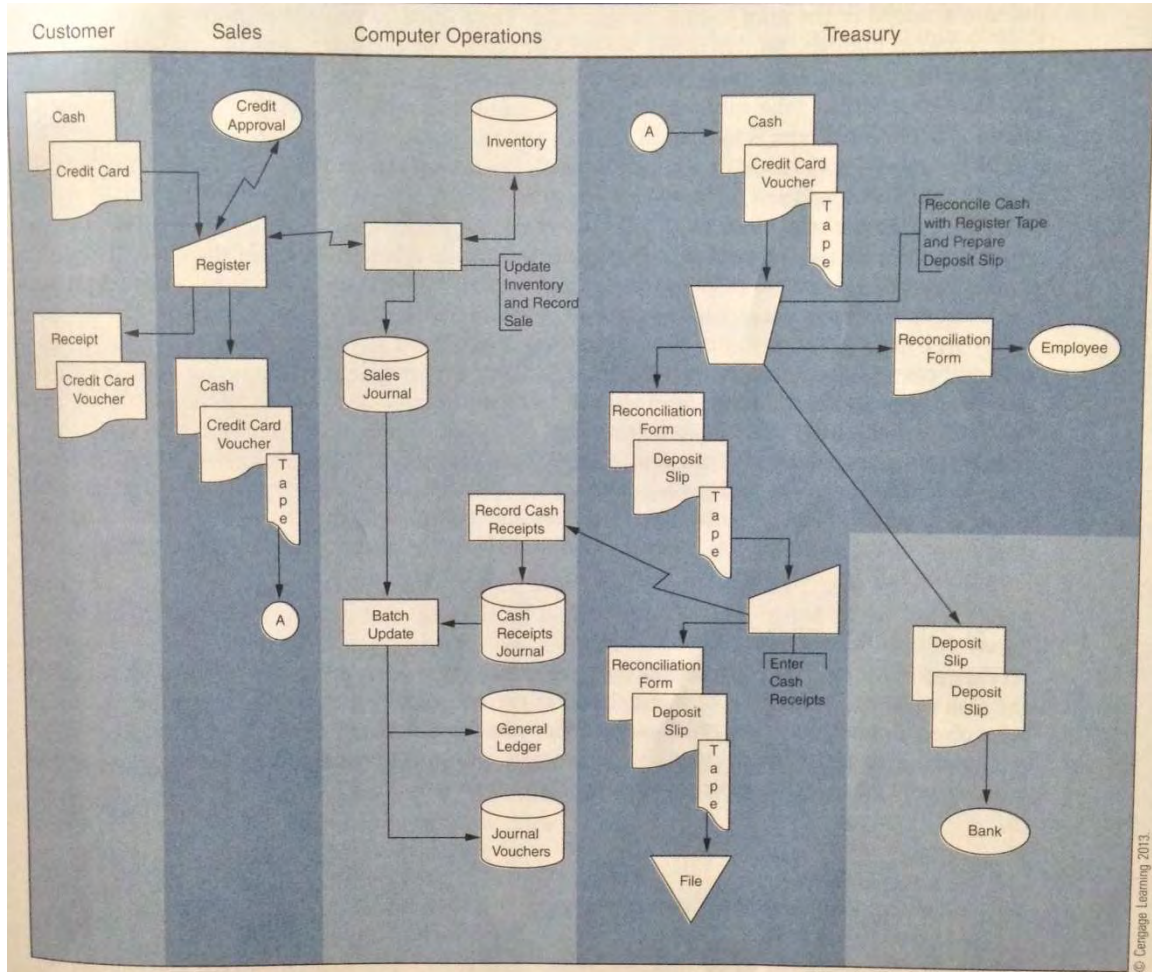 Customer
Sales
Computer Operations
Treasury
Cash
Credit Card
Credit
Approval
Register
Receipt
Credit Card
Voucher
Cash
Credit Card
Voucher
T
a
p
e
A
Inventory
Update
Inventory
and Record
Sale
Sales
Journal
Record Cash
Receipts
Batch
Update
Cash
Receipts
Journal
General
Ledger
Journal
Vouchers
A
Cash
Credit Card
Voucher
T
a
p
e
Reconcile Cash
with Register Tape
and Prepare
Deposit Slip
Reconciliation
Form
Employee
Reconciliation
Form
Deposit
Slip
T
a
p
e
Enter
Cash
Receipts
Reconciliation
Form
Deposit
Slip
T
a
p
e
File
Deposit
Slip
Deposit
Slip
Bank
© Cengage Learning 2013.